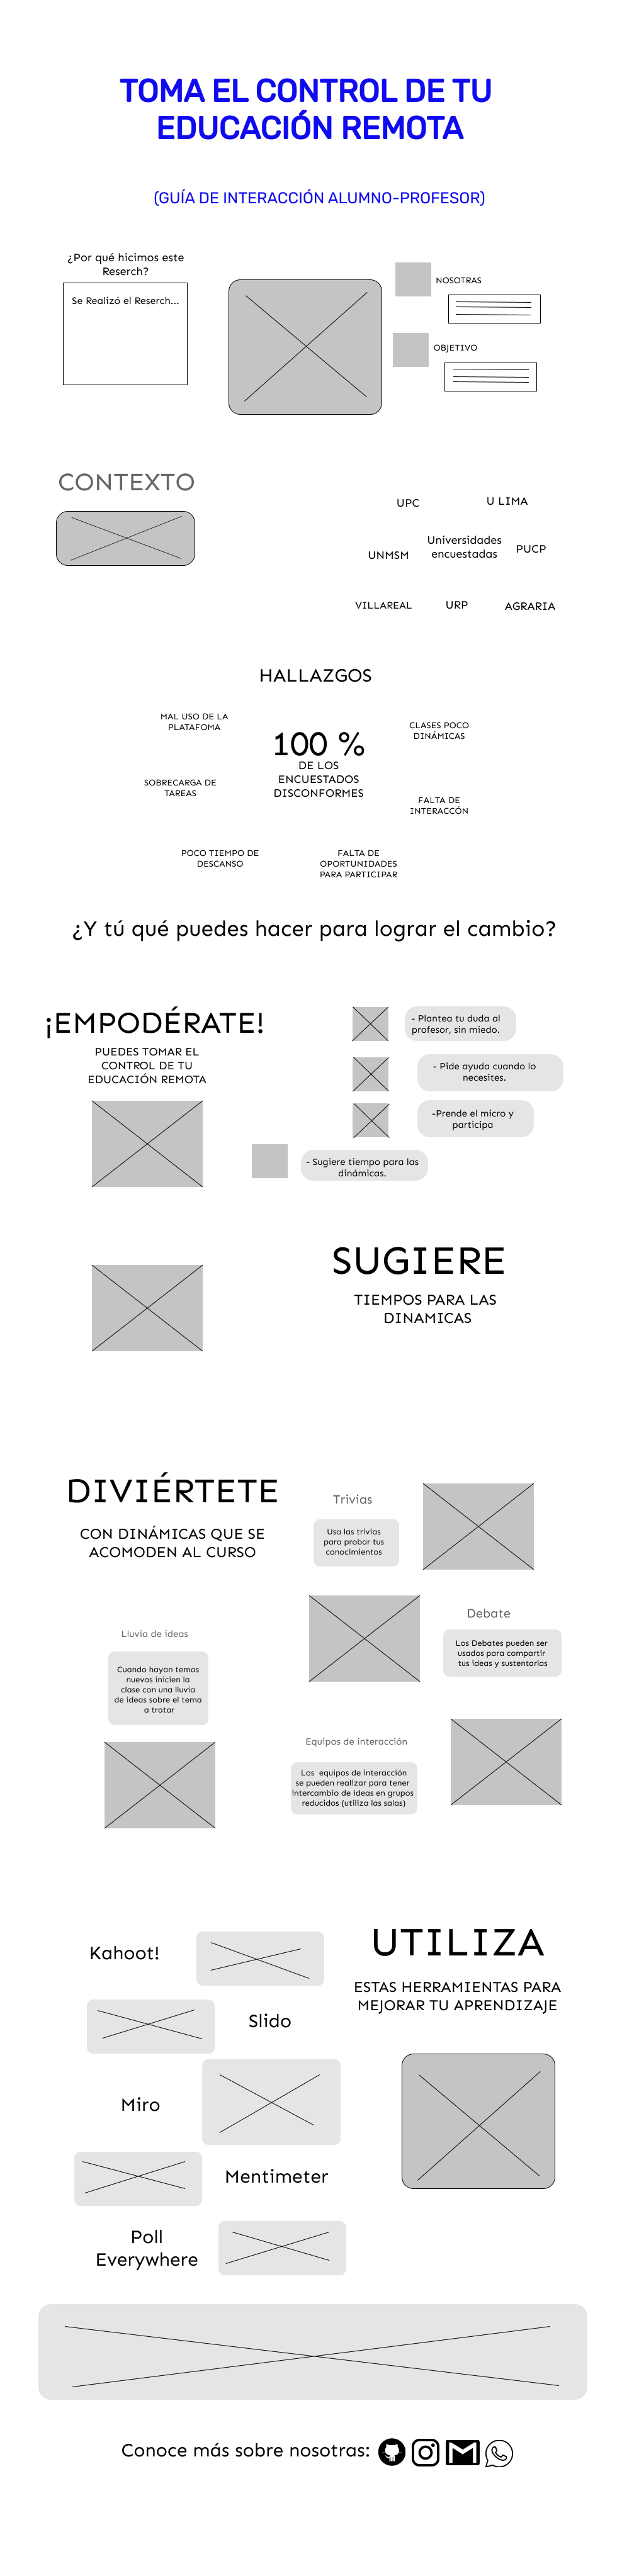 TOMA EL CONTROL DE TU
EDUCACIÓN REMOTA
(GUÍA DE INTERACCIÓN ALUMNO-PROFESOR)
¿Por qué hicimos este
Reserch?
Se Realizó el Reserch...
NOSOTRAS
OBJETIVO
CONTEXTO
UPC
U LIMA
Universidades
encuestadas
UNMSM
PUCP
VILLAREAL
URP
AGRARIA
HALLAZGOS
MAL USO DE LA
PLATAFOMA
100 %
DE LOS
ENCUESTADOS
DISCONFORMES
CLASES POCO
DINÁMICAS
SOBRECARGA DE
TAREAS
FALTA DE
INTERACCÓN
POCO TIEMPO DE
DESCANSO
FALTA DE
OPORTUNIDADES
PARA PARTICIPAR
¿Y tú qué puedes hacer para lograr el cambio?
¡EMPODÉRATE!
PUEDES TOMAR EL
CONTROL DE TU
EDUCACIÓN REMOTA
- Plantea tu duda al
profesor, sin miedo.
- Pide ayuda cuando lo
necesites.
-Prende el micro y
participa
- Sugiere tiempo para las
dinámicas.
SUGIERE
TIEMPOS PARA LAS
DINAMICAS
DIVIÉRTETE
CON DINÁMICAS QUE SE
ACOMODEN AL CURSO
Trivias
Usa las trivias
para probar tus
conocimientos
Debate
Los Debates pueden ser
usados para compartir
tus ideas y sustentarlas
Lluvia de ideas
Cuando hayan temas
nuevos inicien la
clase con una lluvia
de ideas sobre el tema
a tratar
Equipos de interacción
Los equipos de interacción
se pueden realizar para tener
intercambio de ideas en grupos
reducidos (utiliza las salas)
UTILIZA
ESTAS HERRAMIENTAS PARA
MEJORAR TU APRENDIZAJE
Kahoot!
Slido
Miro
Mentimeter
Poll
Everywhere
Conoce más sobre nosotras: